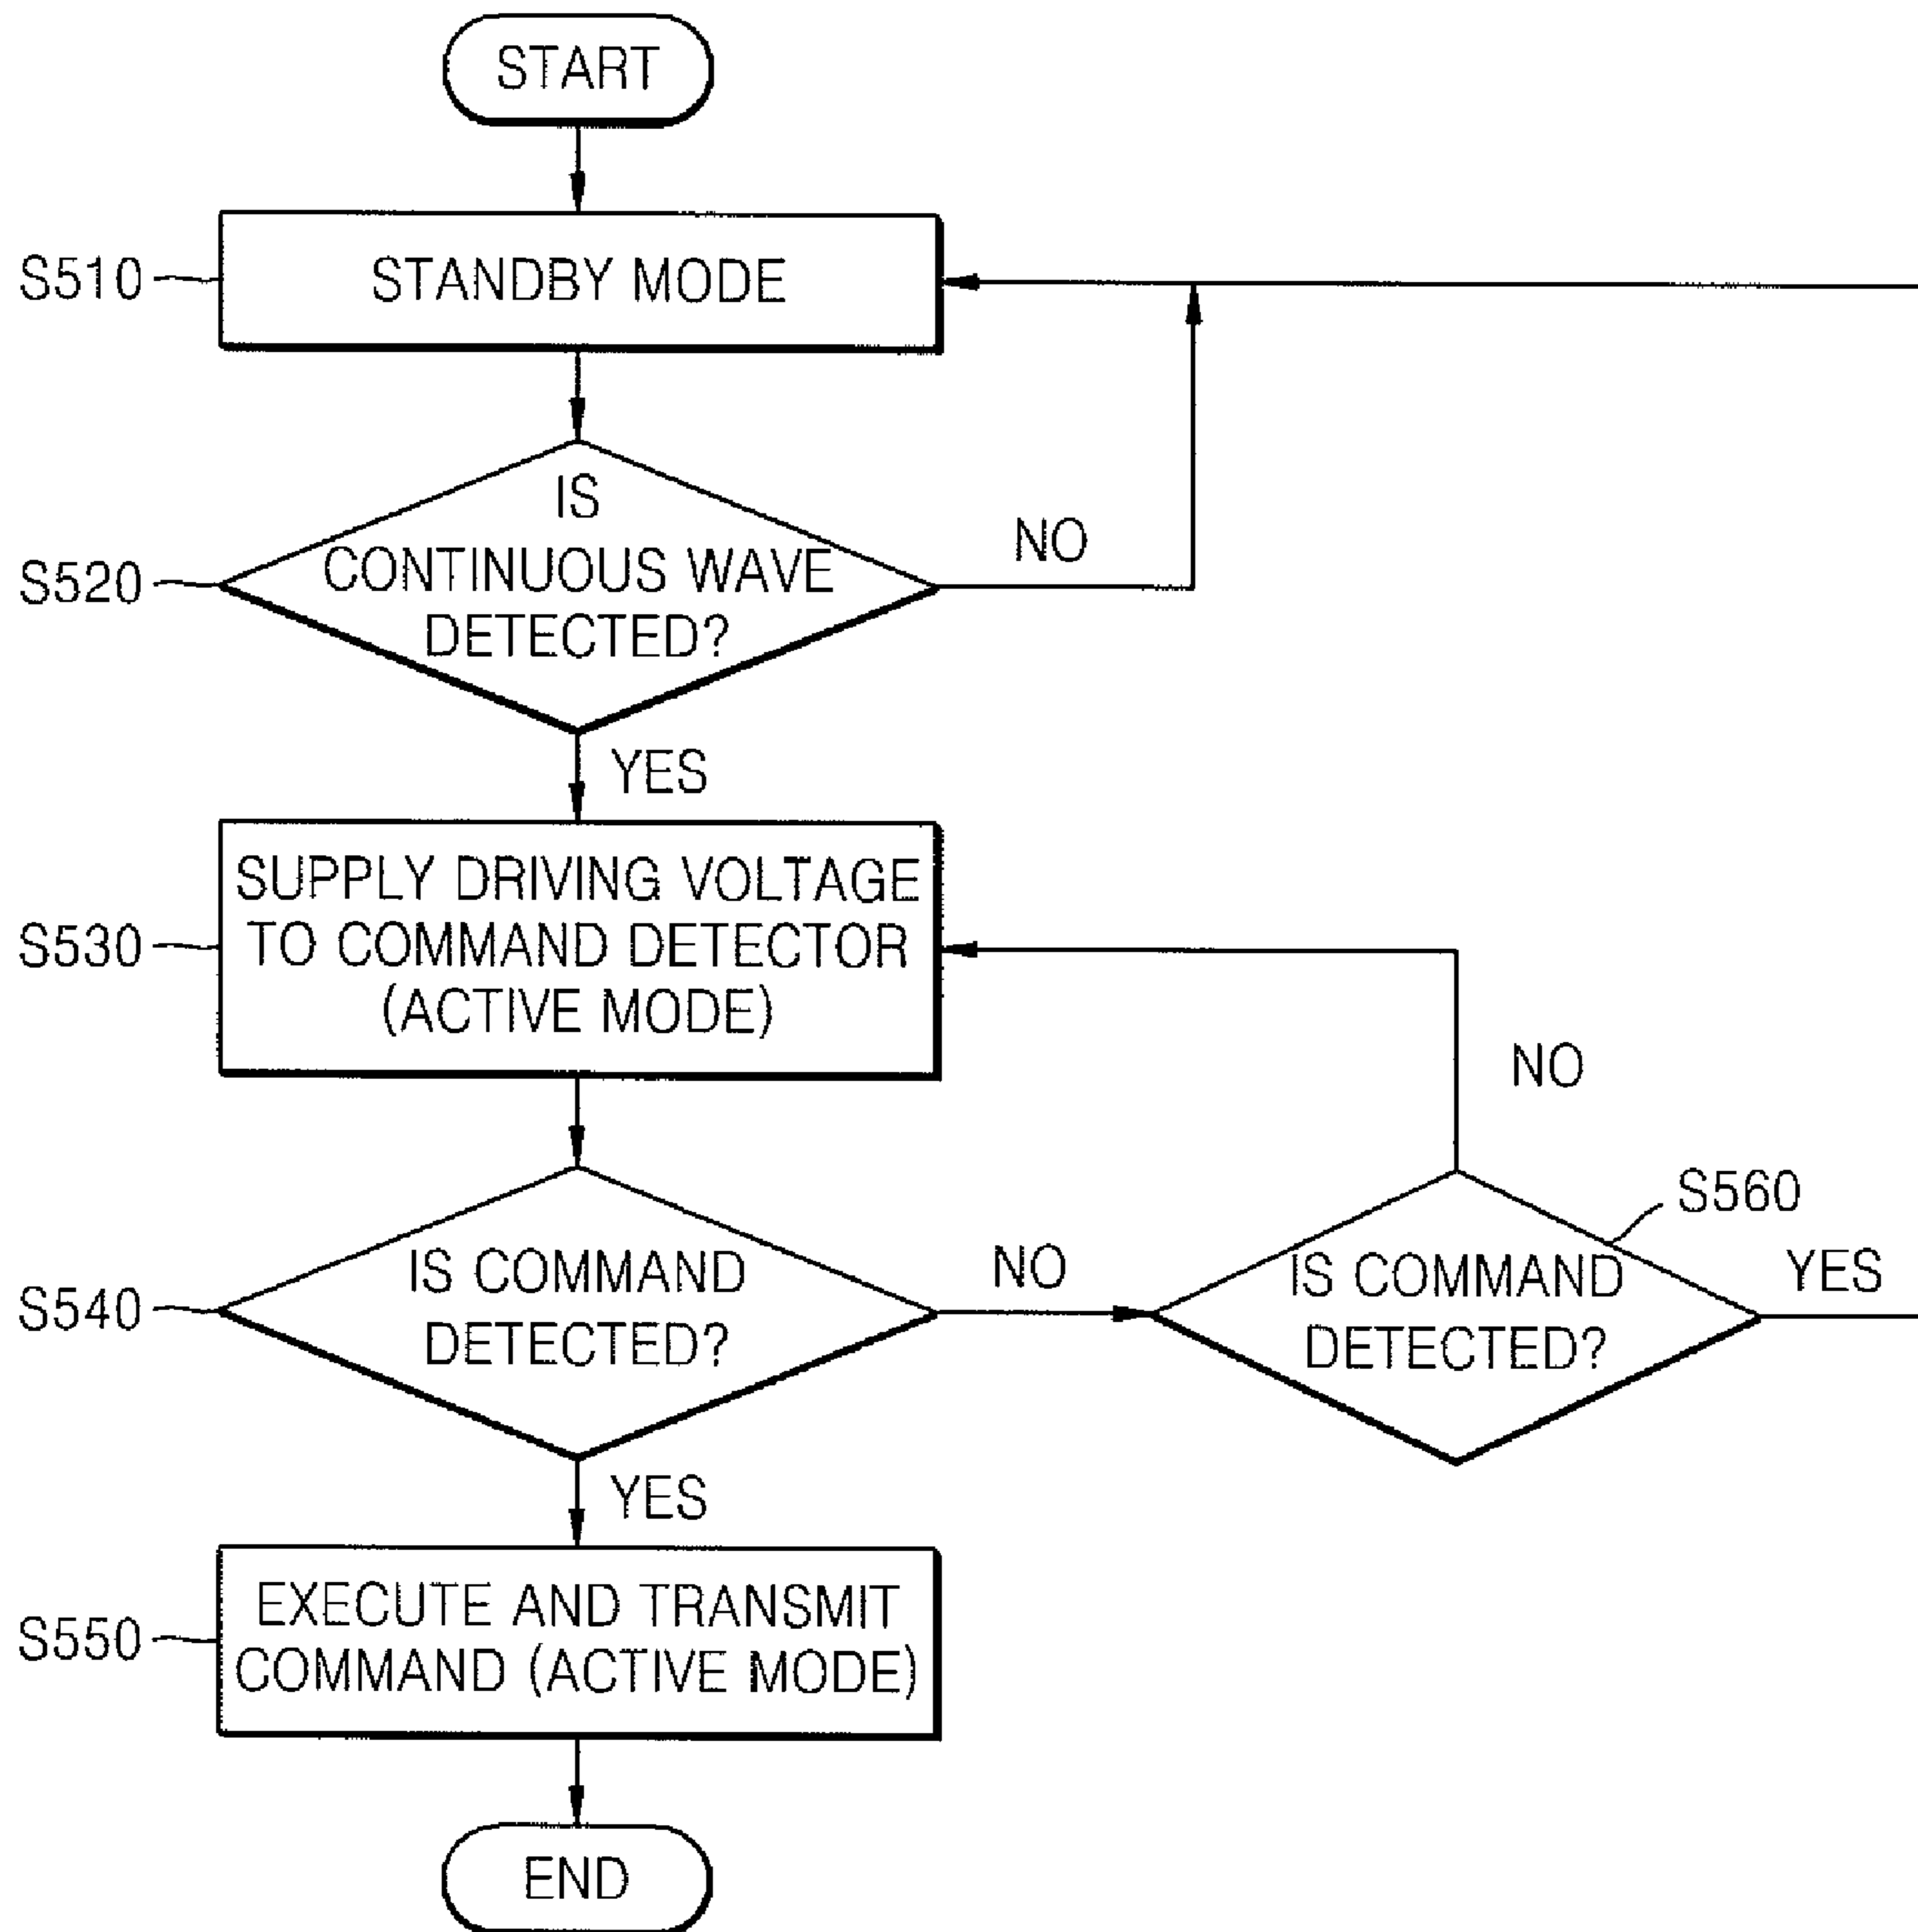 START
S510
STANDBY MODE
S520
IS
CONTINUOUS WAVE
DETECTED?
NO
YES
S530
SUPPLY DRIVING VOLTAGE
TO COMMAND DETECTOR
(ACTIVE MODE)
NO
S540
IS COMMAND
DETECTED?
NO
S560
IS COMMAND
DETECTED?
YES
YES
S550
EXECUTE AND TRANSMIT
COMMAND (ACTIVE MODE)
END